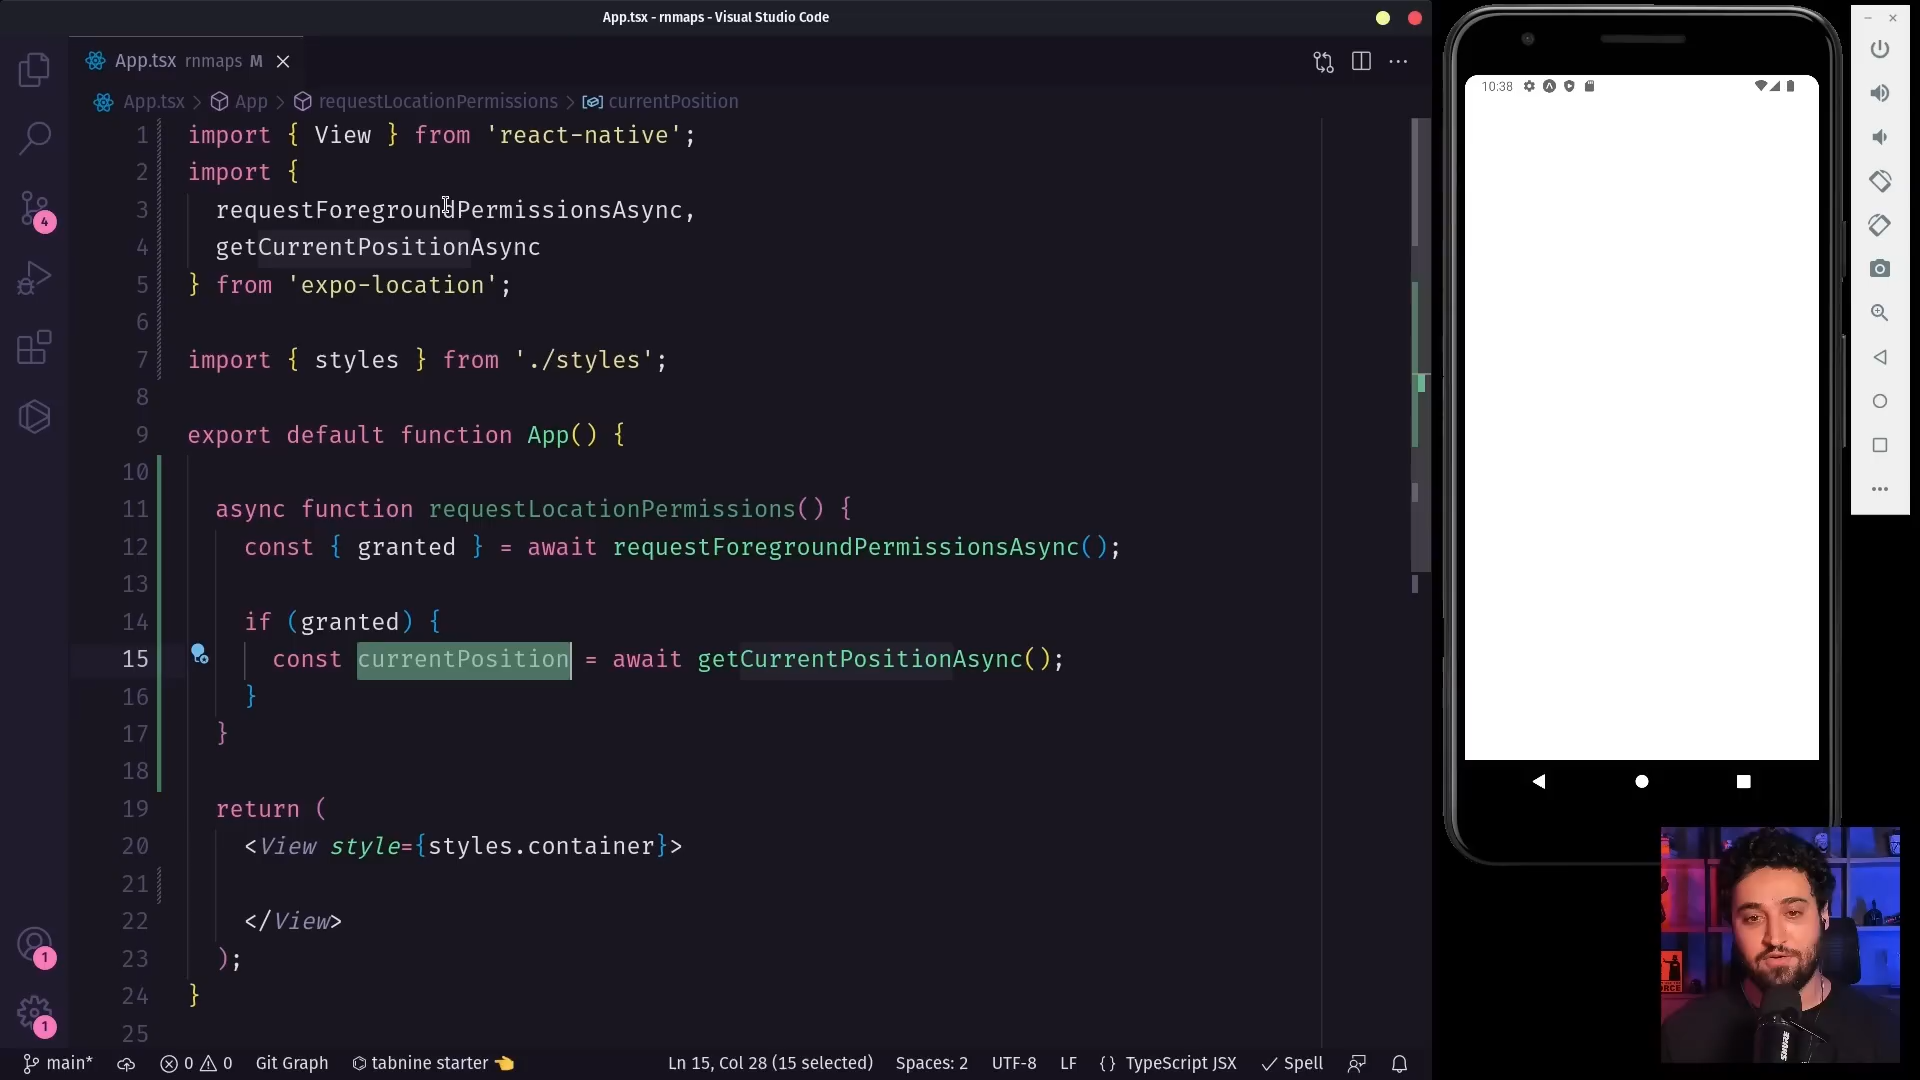 App.tsx - rnmaps - Visual Studio Code
App.tsx rnmaps M
App.tsx > App > requestLocationPermissions > currentPosition
1 import { View } from 'react-native';
2 import {
3 requestForegroundPermissionsAsync,
4 getCurrentPositionAsync
5 } from 'expo-location';
6
7 import { styles } from './styles';
8
9 export default function App() {
10
11 async function requestLocationPermissions() {
12 const { granted } = await requestForegroundPermissionsAsync();
13
14 if (granted) {
15 const currentPosition = await getCurrentPositionAsync();
16 }
17 }
18
19 return (
20 <View style={styles.container}>
21
22 </View>
23 );
24 }
25
4
1
1
main* 0 0 Git Graph tabnine starter 👈 Ln 15, Col 28 (15 selected) Spaces: 2 UTF-8 LF {} TypeScript JSX Spell
10:38